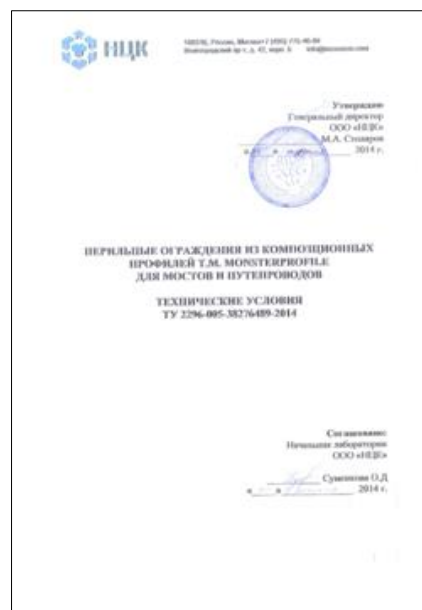 НЦК
Утверждаю
Генеральный директор
ООО «НЦК»
М.А. Столяров
2014 г.
ПЕРИЛЬНЫЕ ОГРАЖДЕНИЯ ИЗ КОМПОЗИЦИОННЫХ
ПРОФИЛЕЙ Т.М. MONSTERPROFILE
ДЛЯ МОСТОВ И ПУТЕПРОВОДОВ
ТЕХНИЧЕСКИЕ УСЛОВИЯ
ТУ 2296-005-38276489-2014
Согласовано:
Начальник лаборатории
ООО «НЦК»
О.Д
2014 г.